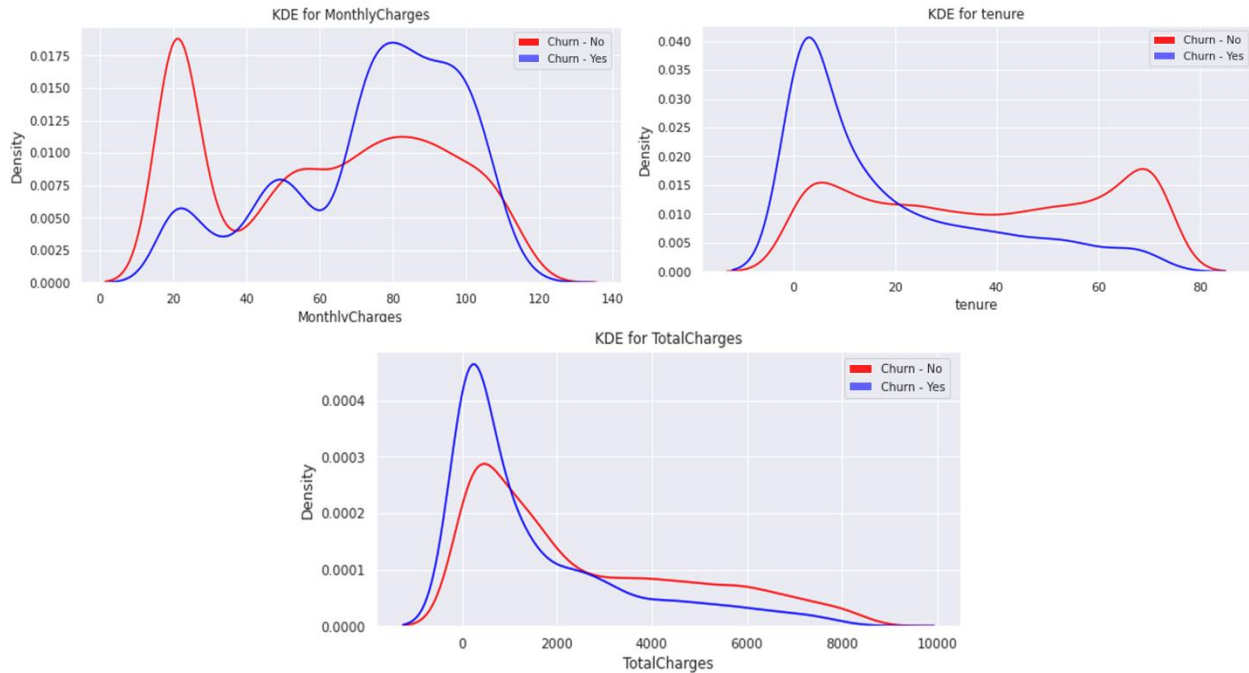 KDE for MonthlyCharges
Churn - No
Churn - Yes
Density
0.0175
0.0150
0.0125
0.0100
0.0075
0.0050
0.0025
0.0000
0 20 40 60 80 100 120 140
MonthlyCharges
KDE for tenure
Churn - No
Churn - Yes
Density
0.040
0.035
0.030
0.025
0.020
0.015
0.010
0.005
0.000
0 20 40 60 80
tenure
KDE for TotalCharges
Churn - No
Churn - Yes
Density
0.0004
0.0003
0.0002
0.0001
0.0000
0 2000 4000 6000 8000 10000
TotalCharges